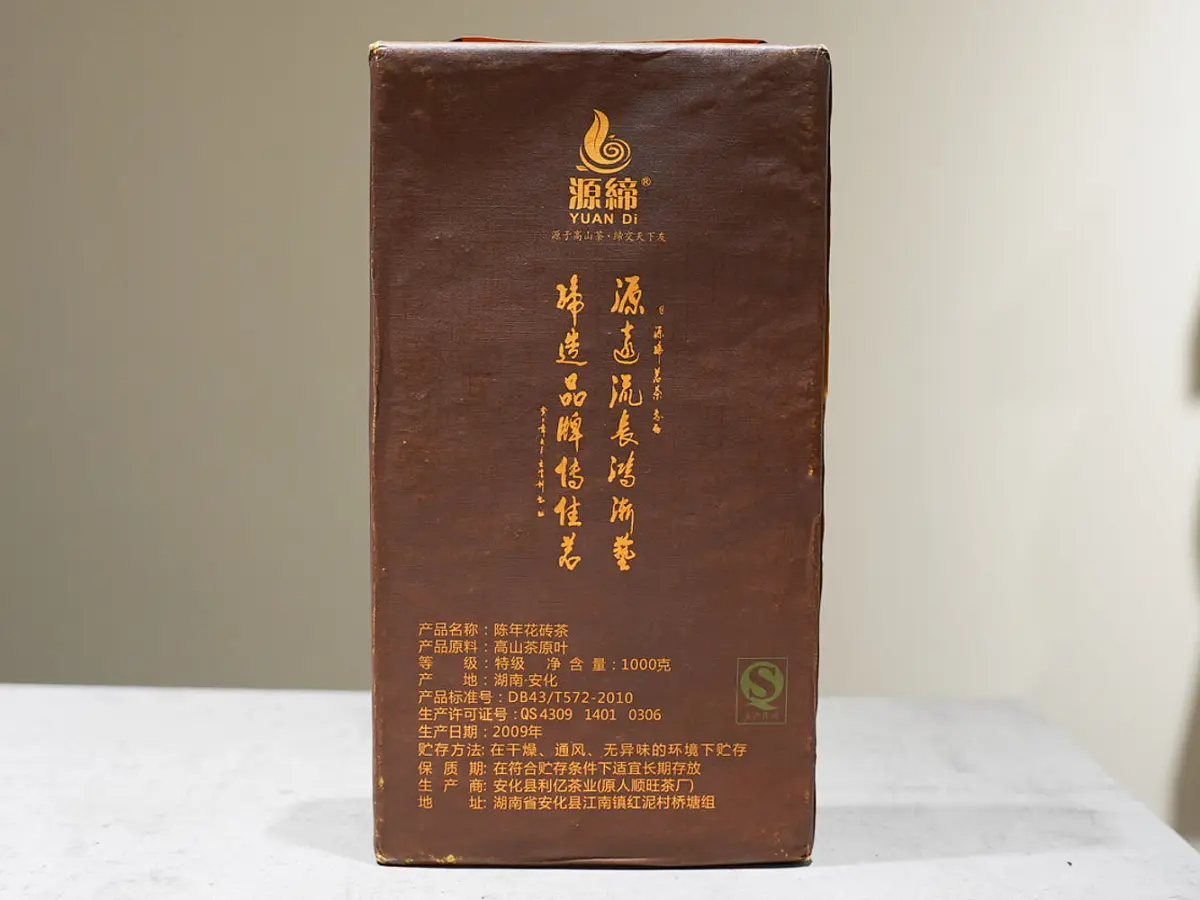 源締®
YUAN Di
源于高山茶·缔交天下友
源遠流长鴻漸藝
締造品牌傳佳茗
产品名称：陈年花砖茶
产品原料：高山茶原叶
等 级：特级 净 含 量：1000克
产 地：湖南·安化
产品标准号：DB43/T572-2010
生产许可证号：QS4309 1401 0306
生产日期：2009年
贮存方法: 在干燥、通风、无异味的环境下贮存
保 质 期: 在符合贮存条件下适宜长期存放
生 产 商: 安化县利亿茶业(原人顺旺茶厂)
地 址: 湖南省安化县江南镇红泥村桥塘组